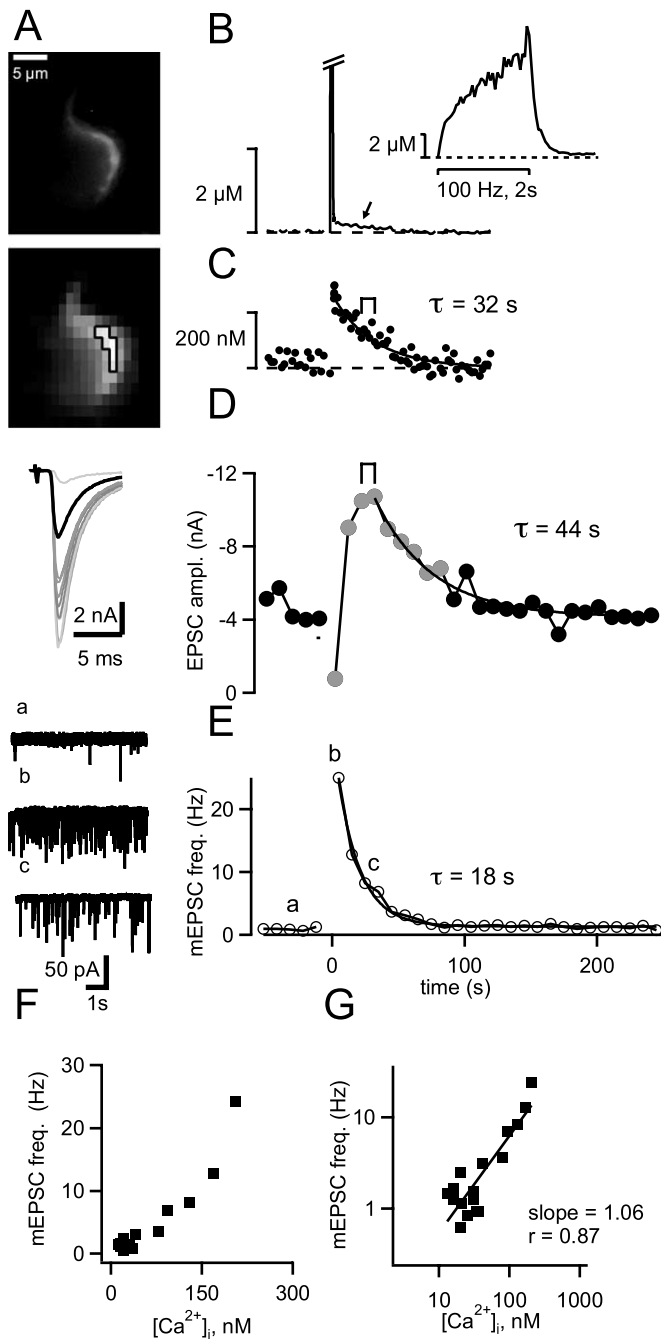 A
5 µm
B
2 µM
2 µM
100 Hz, 2s
C
200 nM
τ = 32 s
D
2 nA
5 ms
EPSC ampl. (nA)
-12
-8
-4
0
τ = 44 s
a
b
c
50 pA
1s
E
mEPSC freq. (Hz)
20
10
0
b
c
a
τ = 18 s
0
100
200
time (s)
F
mEPSC freq. (Hz)
30
20
10
0
0
150
300
[Ca2+]i, nM
G
mEPSC freq. (Hz)
10
1
slope = 1.06
r = 0.87
10
100
1000
[Ca2+]i, nM